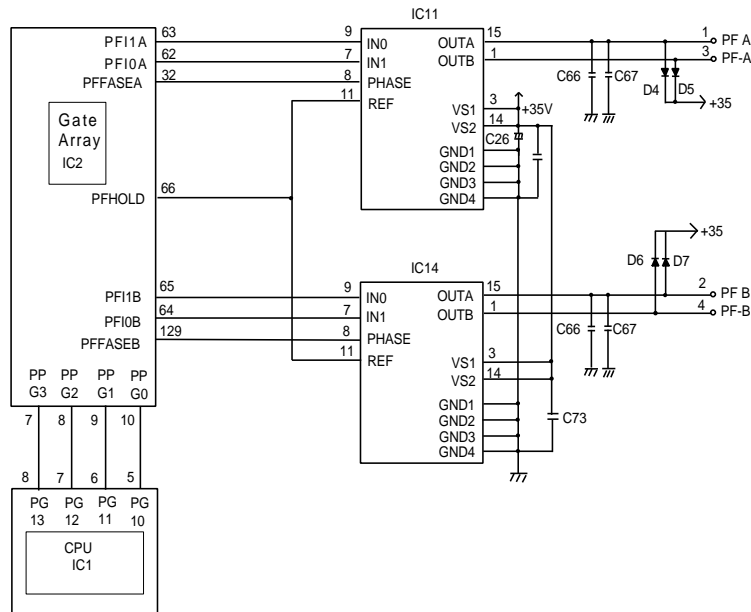 IC11
63 9 15 1 PF A
PFI1A IN0 OUTA
62 7 1 3 PF-A
PFI0A IN1 OUTB
32 8
PFFASEA PHASE
11
REF
C66 C67 D4 D5
3
VS1 +35V +35
14
VS2
C26
Gate
Array
IC2
GND1
GND2
GND3
GND4
66
PFHOLD
+35
D6 D7
IC14
65 9 15 2 PF B
PFI1B IN0 OUTA
64 7 1 4 PF-B
PFI0B IN1 OUTB
129 8
PFFASEB PHASE
11
REF
C66 C67
3
VS1
14
VS2
PP PP PP PP
G3 G2 G1 G0
GND1
GND2
GND3
GND4
C73
7 8 9 10
8 7 6 5
PG PG PG PG
13 12 11 10
CPU
IC1